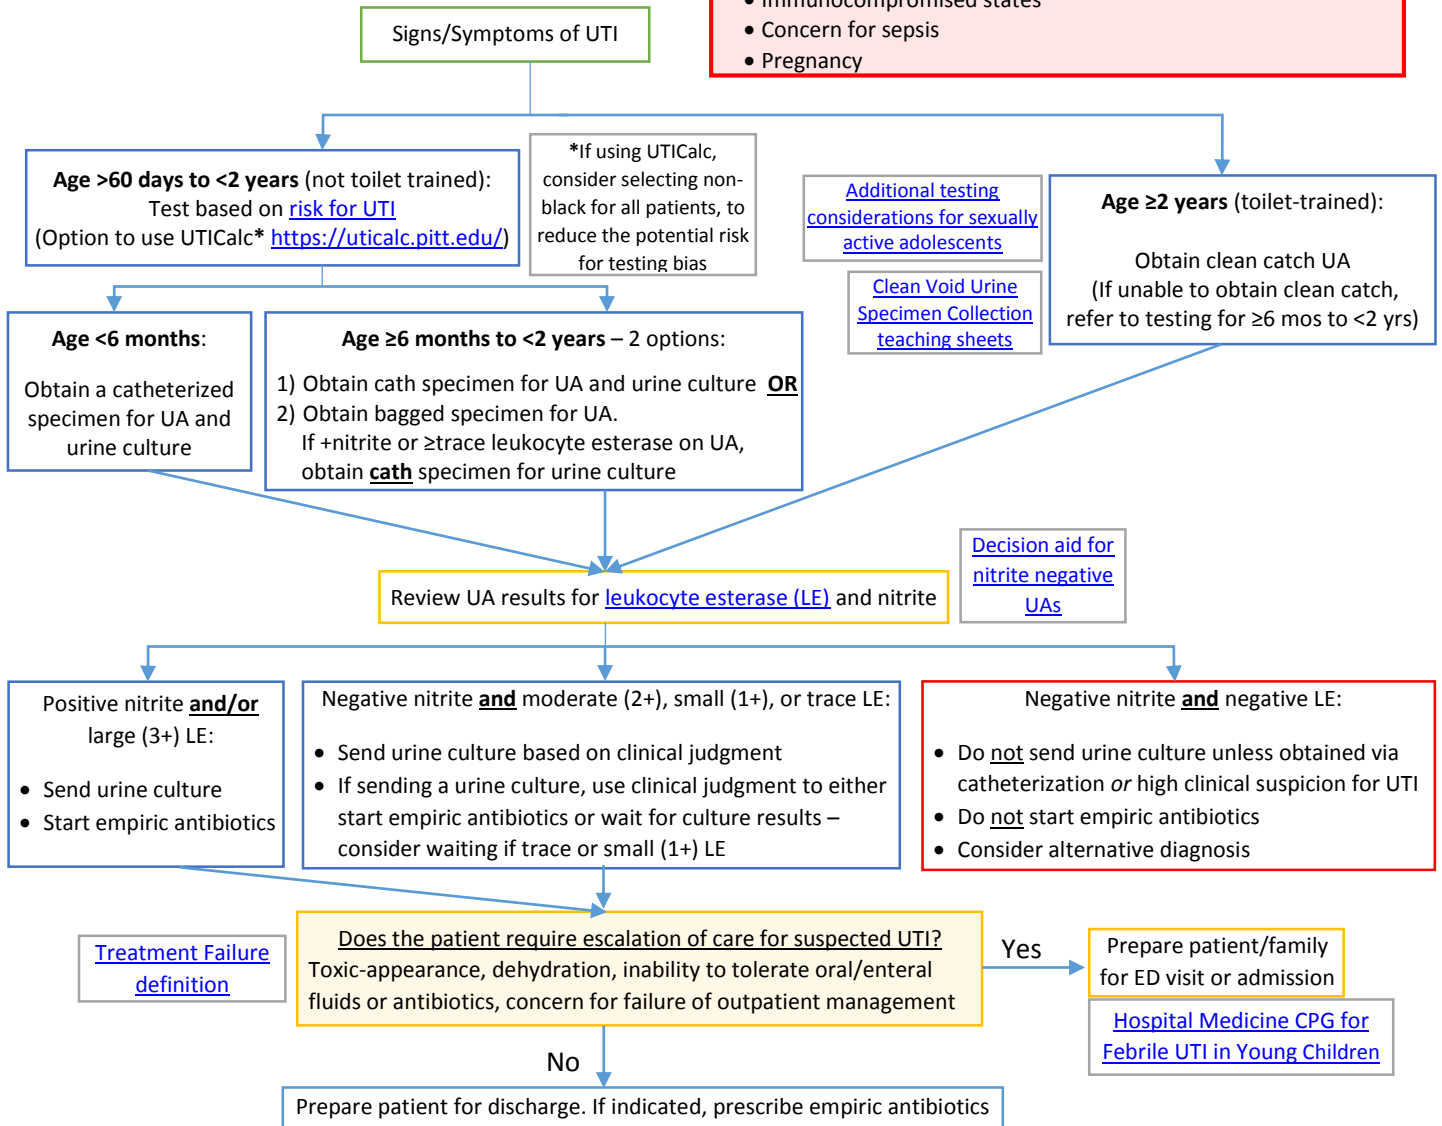 • Immunocompromised states
• Concern for sepsis
• Pregnancy
Signs/Symptoms of UTI
Age >60 days to <2 years (not toilet trained):
Test based on risk for UTI
(Option to use UTICalc* https://uticalc.pitt.edu/)
*If using UTICalc,
consider selecting non-
black for all patients, to
reduce the potential risk
for testing bias
Additional testing
considerations for sexually
active adolescents
Clean Void Urine
Specimen Collection
teaching sheets
Age ≥2 years (toilet-trained):
Obtain clean catch UA
(If unable to obtain clean catch,
refer to testing for ≥6 mos to <2 yrs)
Age <6 months:
Obtain a catheterized
specimen for UA and
urine culture
Age ≥6 months to <2 years – 2 options:
1) Obtain cath specimen for UA and urine culture OR
2) Obtain bagged specimen for UA.
If +nitrite or ≥trace leukocyte esterase on UA,
obtain cath specimen for urine culture
Review UA results for leukocyte esterase (LE) and nitrite
Decision aid for
nitrite negative
UAs
Positive nitrite and/or
large (3+) LE:
• Send urine culture
• Start empiric antibiotics
Negative nitrite and moderate (2+), small (1+), or trace LE:
• Send urine culture based on clinical judgment
• If sending a urine culture, use clinical judgment to either
start empiric antibiotics or wait for culture results –
consider waiting if trace or small (1+) LE
Negative nitrite and negative LE:
• Do not send urine culture unless obtained via
catheterization or high clinical suspicion for UTI
• Do not start empiric antibiotics
• Consider alternative diagnosis
Treatment Failure
definition
Does the patient require escalation of care for suspected UTI?
Toxic-appearance, dehydration, inability to tolerate oral/enteral
fluids or antibiotics, concern for failure of outpatient management
Yes
Prepare patient/family
for ED visit or admission
Hospital Medicine CPG for
Febrile UTI in Young Children
No
Prepare patient for discharge. If indicated, prescribe empiric antibiotics